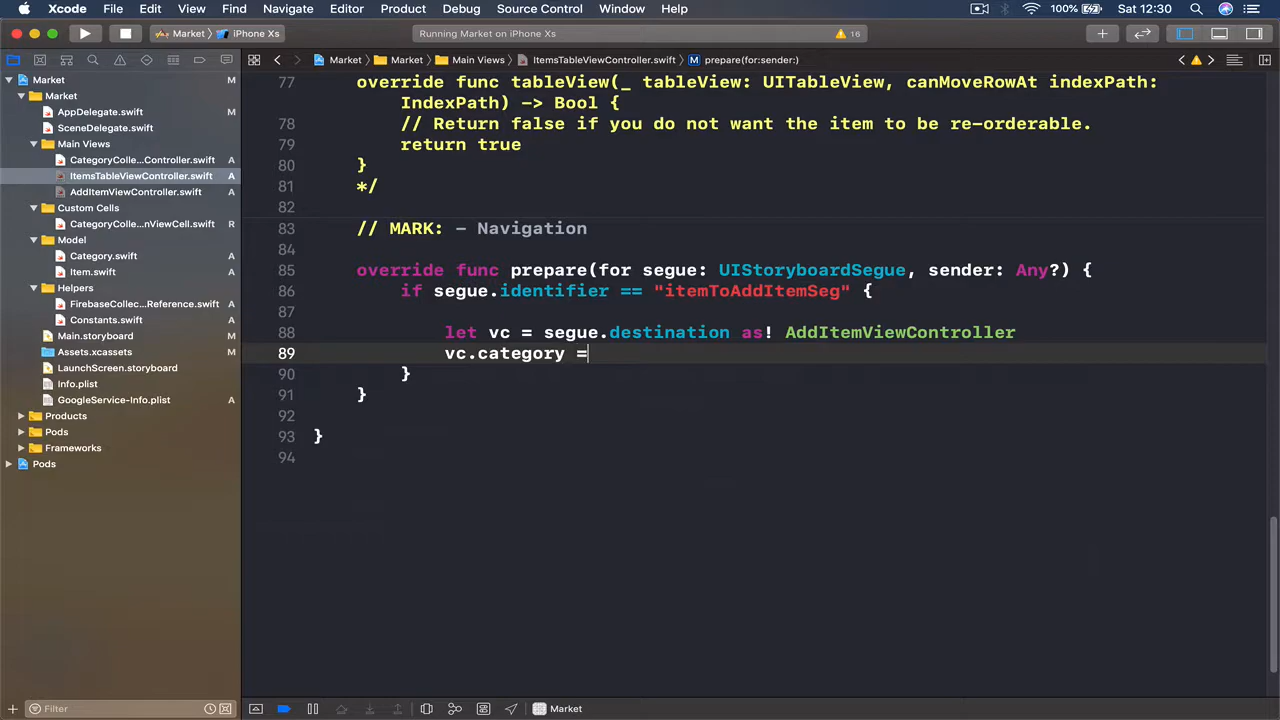 Xcode File Edit View Find Navigate Editor Product Debug Source Control Window Help 100% Sat 12:30
Market iPhone Xs Running Market on iPhone Xs 16
Market Market Main Views ItemsTableViewController.swift M prepare(for:sender:)
Market M
Market
AppDelegate.swift A
SceneDelegate.swift
Main Views
CategoryColle...Controller.swift A
ItemsTableViewController.swift A
AddItemViewController.swift A
Custom Cells
CategoryCollec...nViewCell.swift R
Model
Category.swift A
Item.swift A
Helpers
FirebaseCollec...Reference.swift A
Constants.swift A
Main.storyboard M
Assets.xcassets M
LaunchScreen.storyboard
Info.plist
GoogleService-Info.plist A
Products
Pods
Frameworks
Pods
Filter
77 override func tableView(_ tableView: UITableView, canMoveRowAt indexPath:
IndexPath) -> Bool {
78 // Return false if you do not want the item to be re-orderable.
79 return true
80 }
81 */
82
83 // MARK: - Navigation
84
85 override func prepare(for segue: UIStoryboardSegue, sender: Any?) {
86 if segue.identifier == "itemToAddItemSeg" {
87
88 let vc = segue.destination as! AddItemViewController
89 vc.category =
90 }
91 }
92
93 }
94
Market